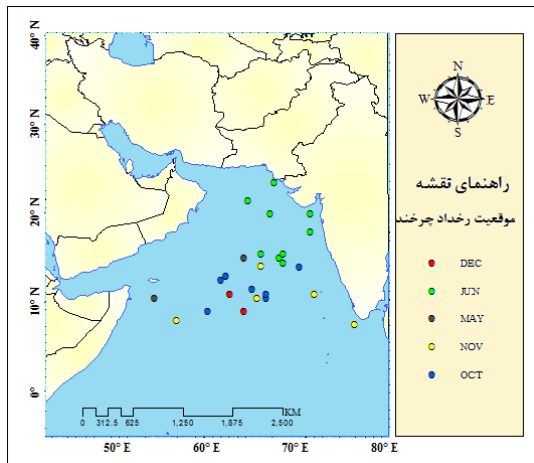 40° N
30° N
20° N
10° N
0°
50° E
60° E
70° E
80° E
KM
0 312.5 625 1,250 1,875 2,500
N
W E
S
راهنمای نقشه
موقعیت رخداد چرخند
DEC
JUN
MAY
NOV
OCT